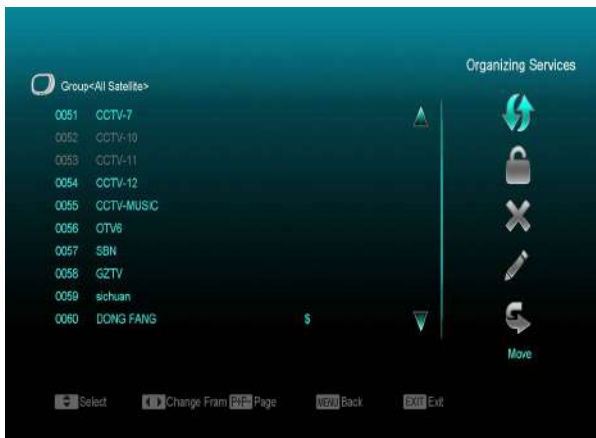 Organizing Services
Group<All Satellite>
0051 CCTV-7
0052 CCTV-10
0053 CCTV-11
0054 CCTV-12
0055 CCTV-MUSIC
0056 OTV6
0057 SBN
0058 GZTV
0059 sichuan
0060 DONG FANG $
Move
Select Change Fram P+P- Page MENU Back EXIT Exit